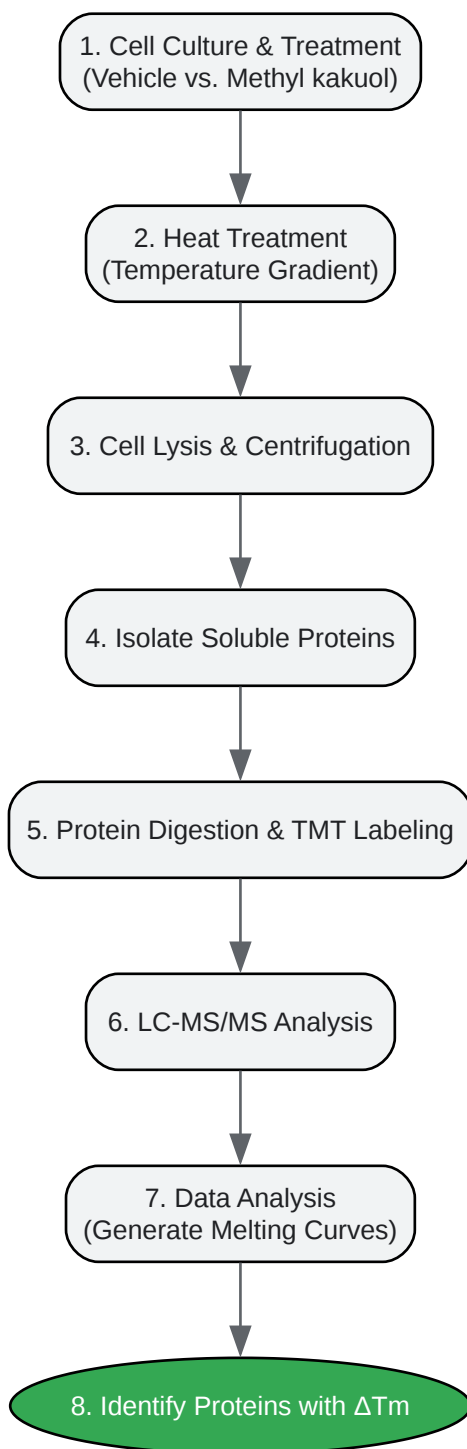 1. Cell Culture & Treatment
(Vehicle vs. Methyl kakuol)
2. Heat Treatment
(Temperature Gradient)
3. Cell Lysis & Centrifugation
4. Isolate Soluble Proteins
5. Protein Digestion & TMT Labeling
6. LC-MS/MS Analysis
7. Data Analysis
(Generate Melting Curves)
8. Identify Proteins with ΔTm